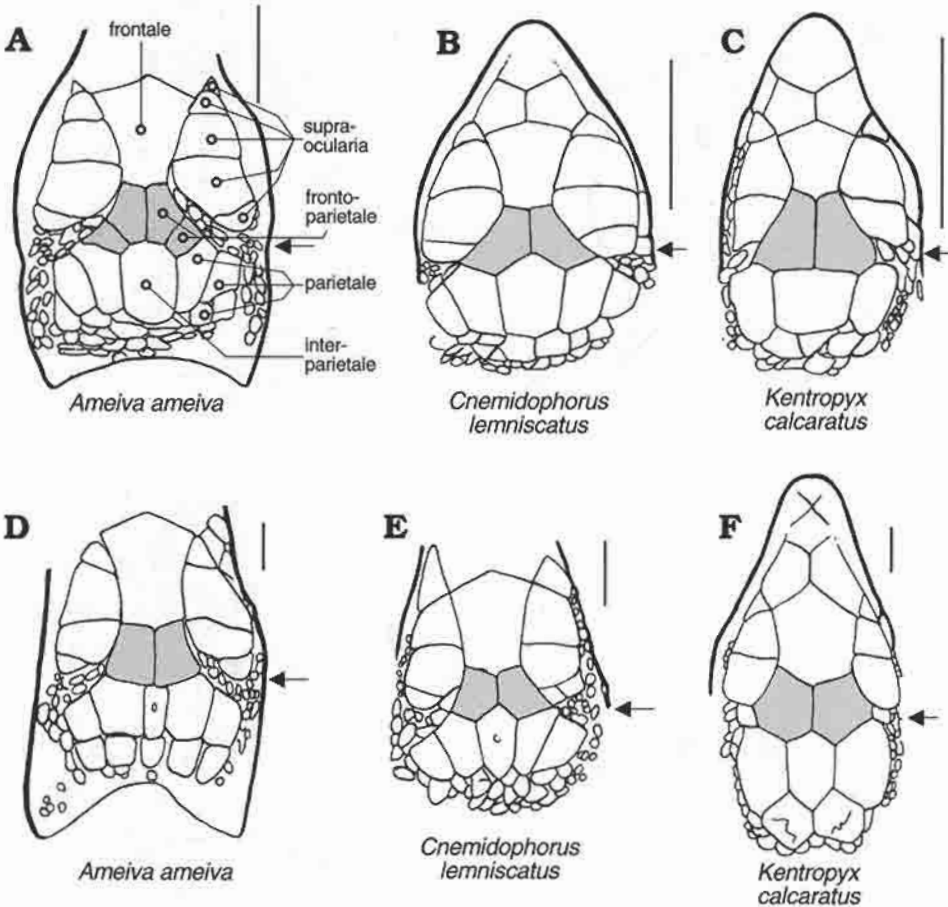 A
frontale
supra-
ocularia
fronto-
parietale
parietale
inter-
parietale
Ameiva ameiva
B
Cnemidophorus
lemniscatus
C
Kentropyx
calcaratus
D
Ameiva ameiva
E
Cnemidophorus
lemniscatus
F
Kentropyx
calcaratus